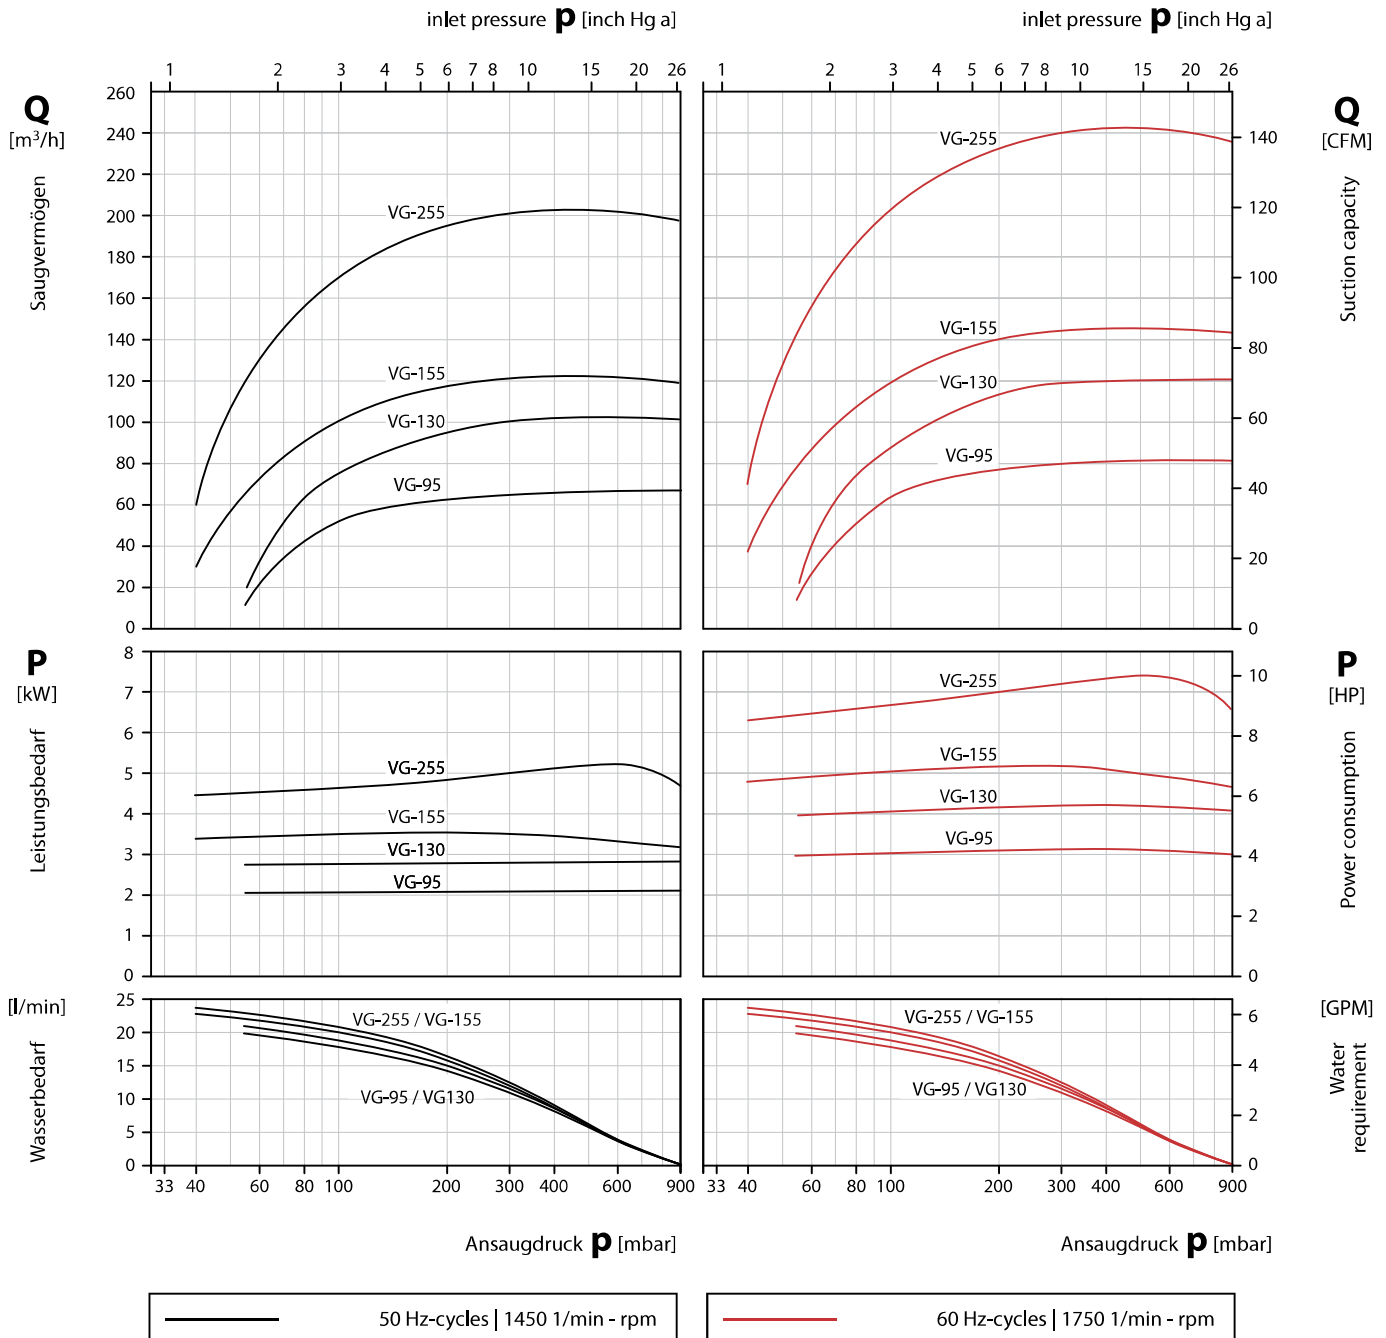 inlet pressure p [inch Hg a]
inlet pressure p [inch Hg a]
1 2 3 4 5 6 7 8 10 15 20 26
1 2 3 4 5 6 7 8 10 15 20 26
Q
[m³/h]
Saugvermögen
260
240
220
200
180
160
140
120
100
80
60
40
20
0
VG-255
VG-155
VG-130
VG-95
VG-255
VG-155
VG-130
VG-95
140
120
100
80
60
40
20
0
Q
[CFM]
Suction capacity
P
[kW]
Leistungsbedarf
8
7
6
5
4
3
2
1
0
VG-255
VG-155
VG-130
VG-95
VG-255
VG-155
VG-130
VG-95
10
8
6
4
2
0
P
[HP]
Power consumption
[l/min]
Wasserbedarf
25
20
15
10
5
0
VG-255 / VG-155
VG-95 / VG130
VG-255 / VG-155
VG-95 / VG130
6
4
2
0
[GPM]
Water
requirement
33 40 60 80 100 200 300 400 600 900
33 40 60 80 100 200 300 400 600 900
Ansaugdruck p [mbar]
Ansaugdruck p [mbar]
50 Hz-cycles | 1450 1/min - rpm
60 Hz-cycles | 1750 1/min - rpm